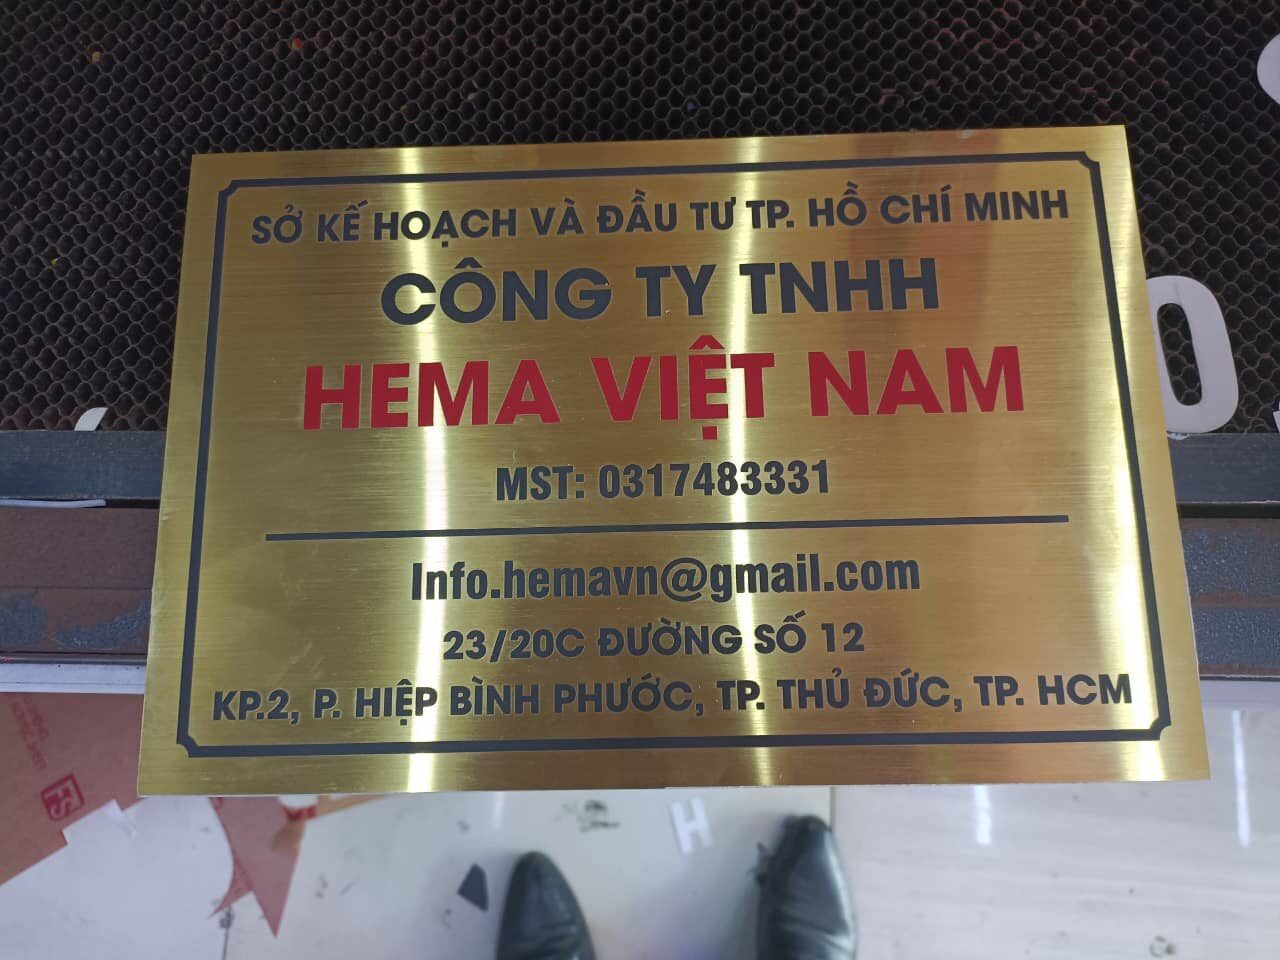 SỞ KẾ HOẠCH VÀ ĐẦU TƯ TP. HỒ CHÍ MINH
CÔNG TY TNHH
HEMA VIỆT NAM
MST: 0317483331
Info.hemavn@gmail.com
23/20C ĐƯỜNG SỐ 12
KP.2, P. HIỆP BÌNH PHƯỚC, TP. THỦ ĐỨC, TP. HCM
H